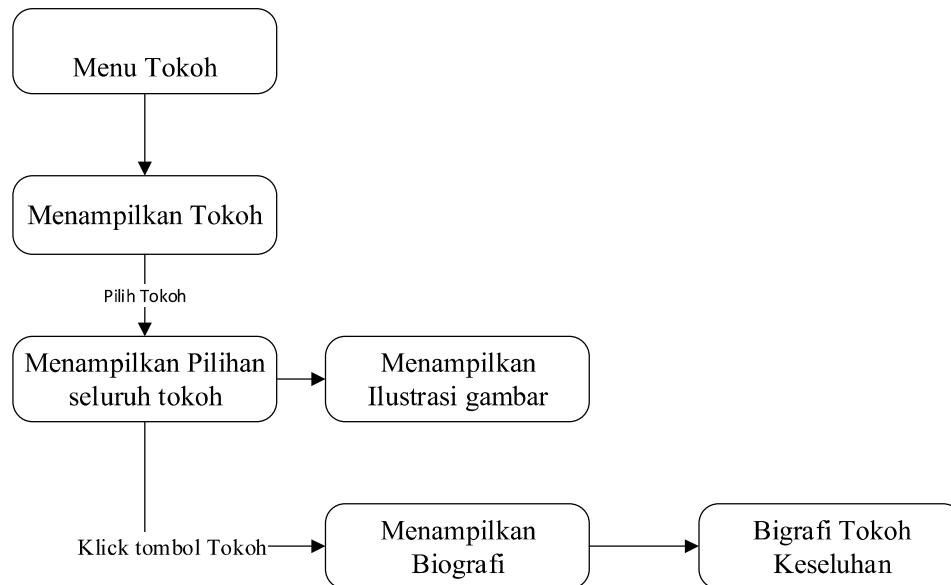 Menu Tokoh
Menampilkan Tokoh
Pilih Tokoh
Menampilkan Pilihan
seluruh tokoh
Menampilkan
Ilustrasi gambar
Klick tombol Tokoh
Menampilkan
Biografi
Bigrafi Tokoh
Keseluhan